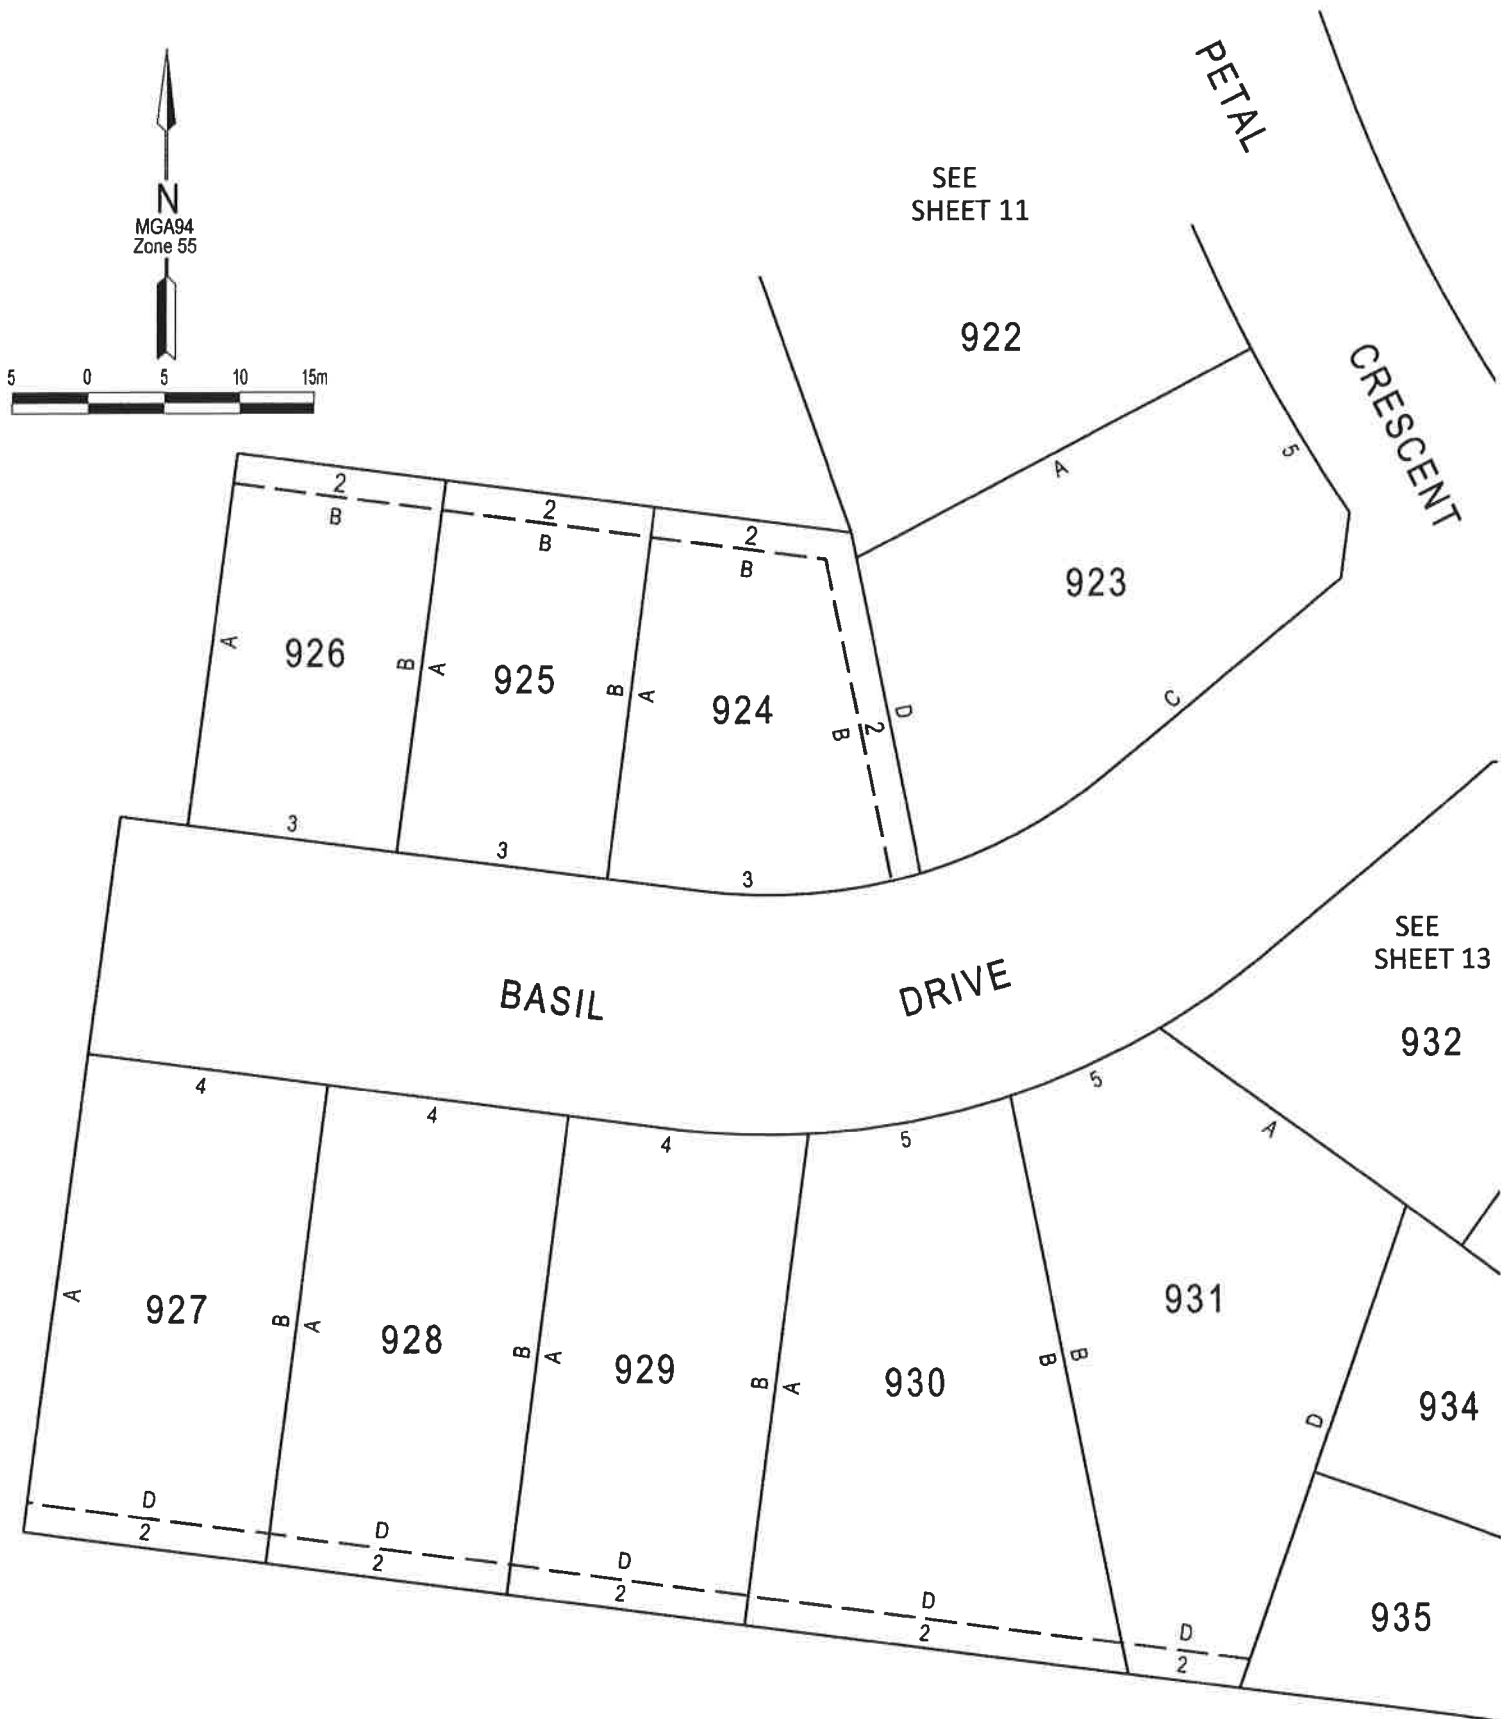 PETAL
CRESCENT
N
MGA94
Zone 55
5 0 5 10 15m
SEE
SHEET 11
922
A
5
923
C
D
2
B
2
B
2
B
A
926
B
A
925
B
A
924
B
2
3
3
3
BASIL DRIVE
SEE
SHEET 13
932
4
4
4
5
5
A
A
927
B
A
928
B
A
929
B
A
930
B
B
931
D
934
935
D
2
D
2
D
2
D
2
D
2